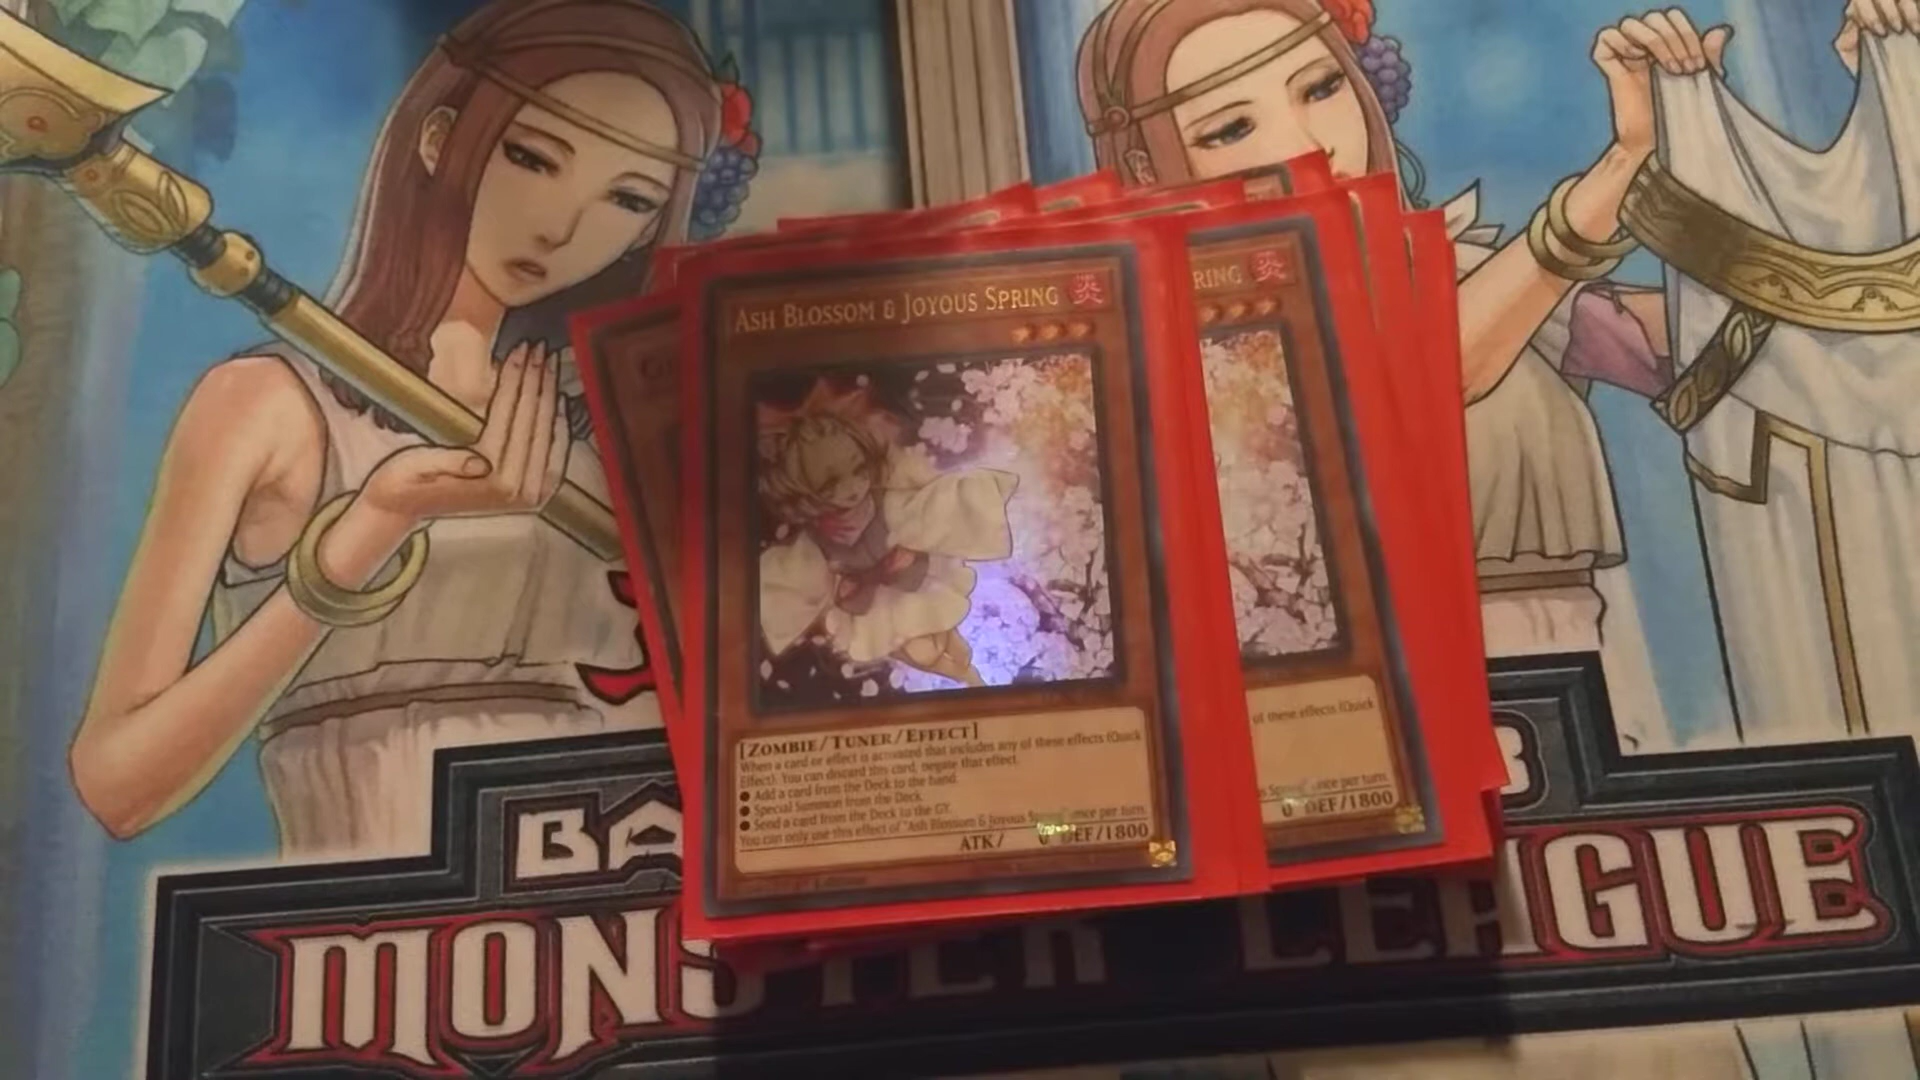 ASH BLOSSOM & JOYOUS SPRING 炎
RING 炎
[ZOMBIE/TUNER/EFFECT]
When a card or effect is activated that includes any of these effects (Quick
Effect): You can discard this card; negate that effect.
● Add a card from the Deck to the hand.
● Special Summon from the Deck.
● Send a card from the Deck to the GY.
You can only use this effect of "Ash Blossom & Joyous once per turn.
ATK/ 0 DEF/1800
of these effects (Quick
once per turn.
0 DEF/1800
BA
MONSTER LEAGUE